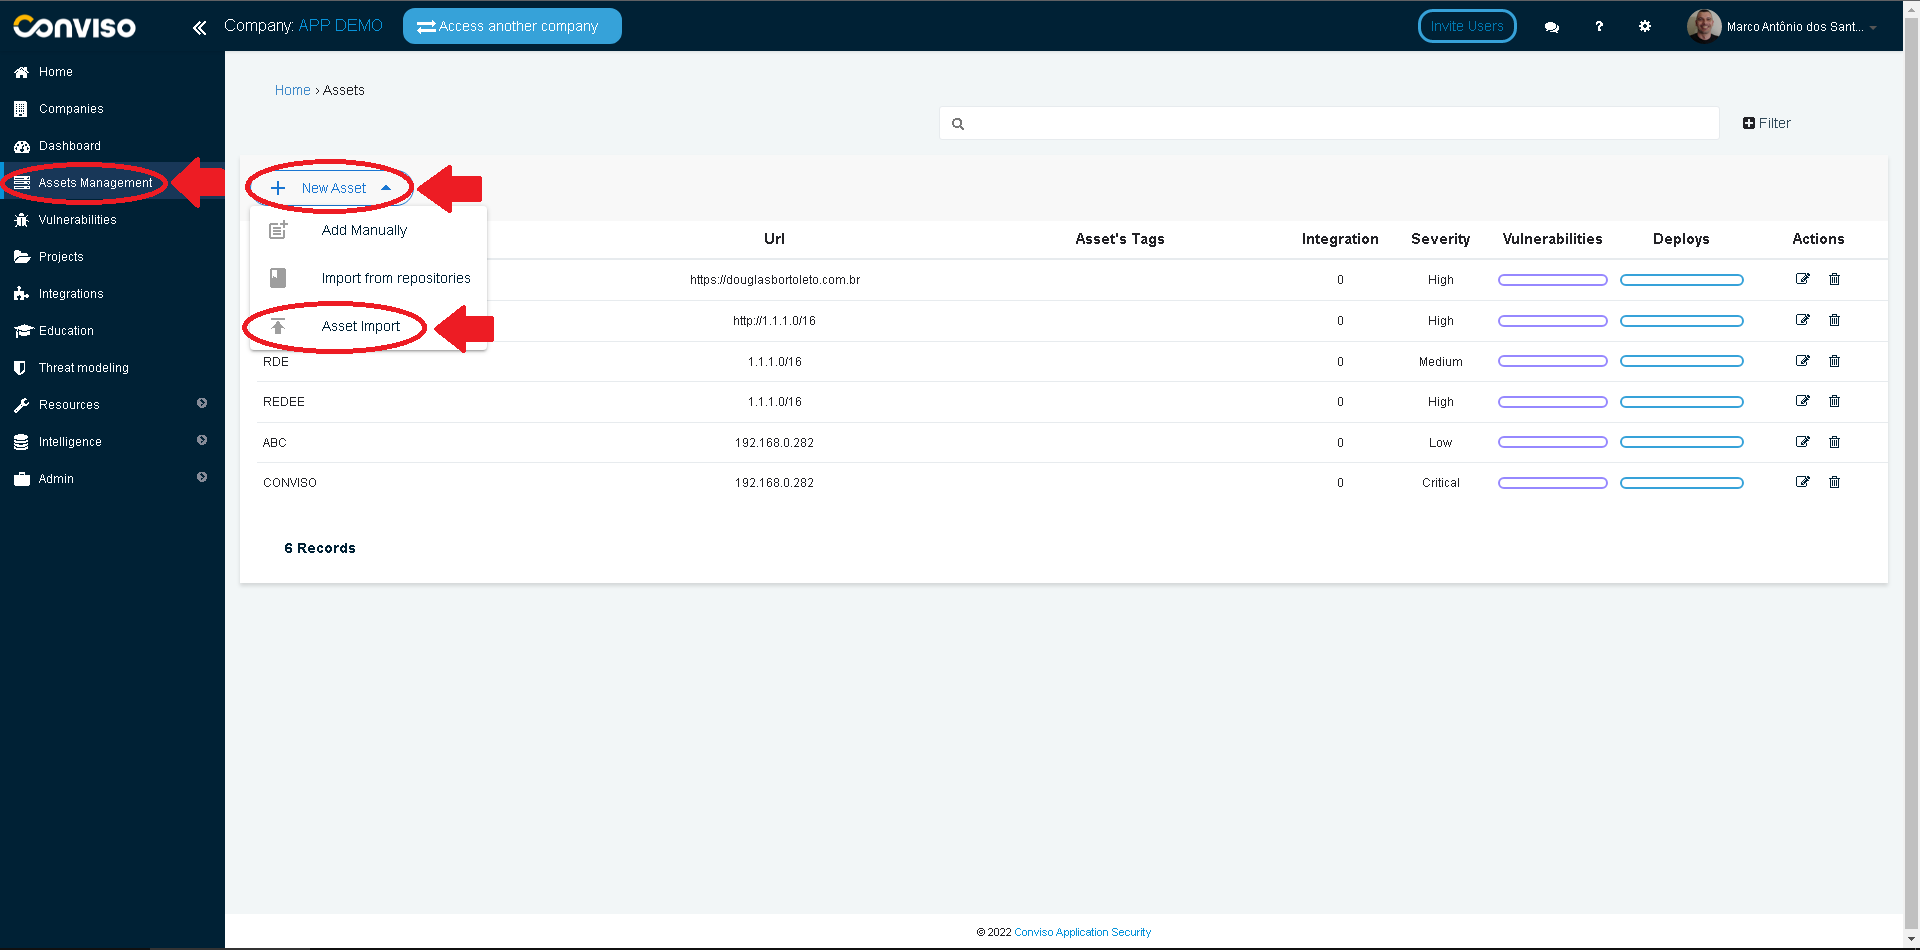 Conviso
Company: APP DEMO
Access another company
Invite Users
?
Marco Antônio dos Sant...
Home
Companies
Dashboard
Assets Management
Vulnerabilities
Projects
Integrations
Education
Threat modeling
Resources
Intelligence
Admin
Home › Assets
Filter
New Asset
Add Manually
Import from repositories
Asset Import
Url Asset's Tags Integration Severity Vulnerabilities Deploys Actions
https://douglasbortoleto.com.br 0 High
http://1.1.1.0/16 0 High
RDE 1.1.1.0/16 0 Medium
REDEE 1.1.1.0/16 0 High
ABC 192.168.0.282 0 Low
CONVISO 192.168.0.282 0 Critical
6 Records
© 2022 Conviso Application Security